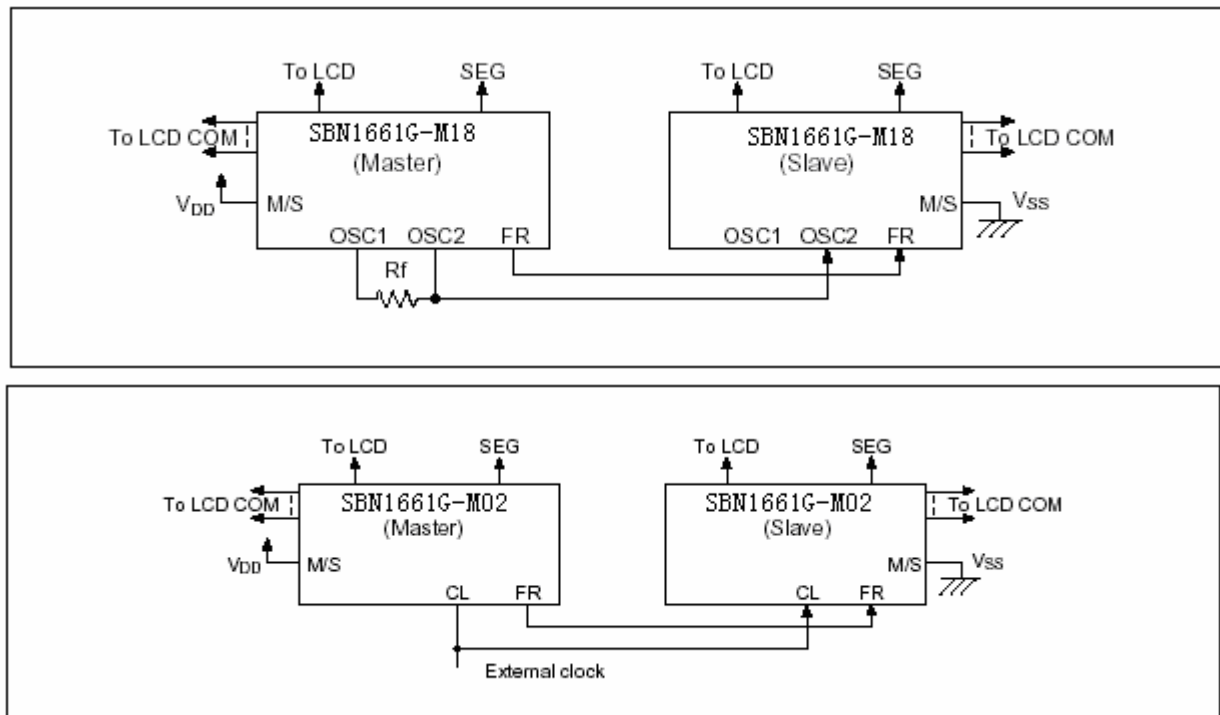 To LCD SEG To LCD SEG
SBN1661G-M18 SBN1661G-M18
To LCD COM (Master) (Slave) To LCD COM
VDD M/S M/S VSS
OSC1 OSC2 FR OSC1 OSC2 FR
Rf
To LCD SEG To LCD SEG
SBN1661G-M02 SBN1661G-M02
To LCD COM (Master) (Slave) To LCD COM
VDD M/S M/S VSS
CL FR CL FR
External clock